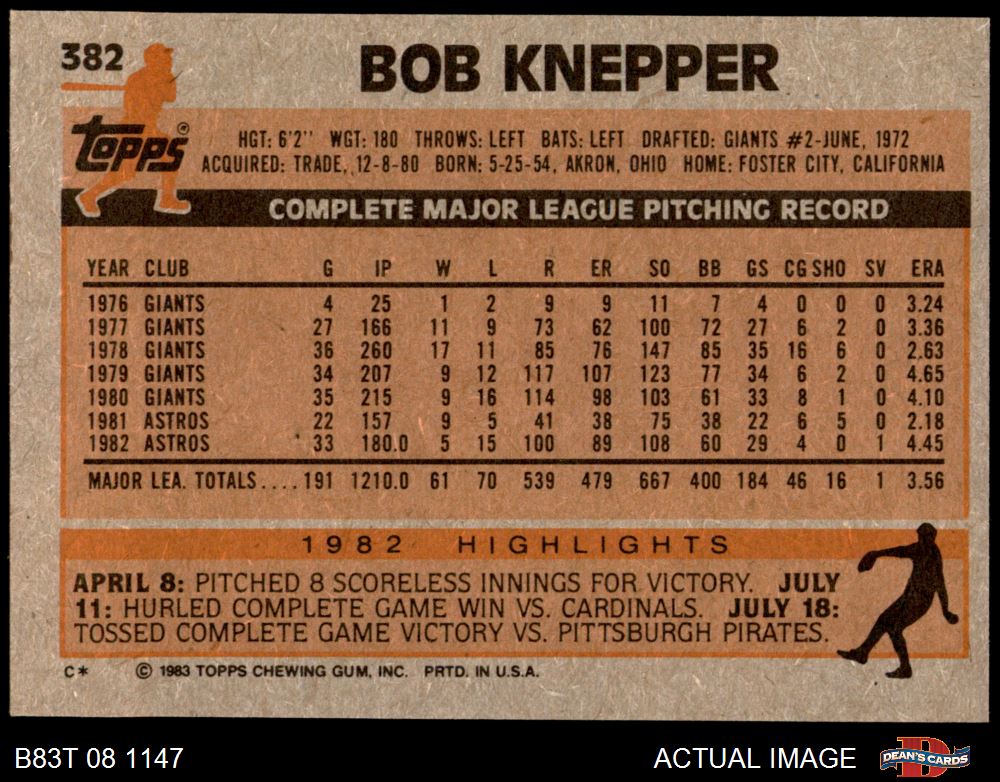 382
BOB KNEPPER
topps®
HGT: 6'2" WGT: 180 THROWS: LEFT BATS: LEFT DRAFTED: GIANTS #2-JUNE, 1972
ACQUIRED: TRADE, 12-8-80 BORN: 5-25-54, AKRON, OHIO HOME: FOSTER CITY, CALIFORNIA
COMPLETE MAJOR LEAGUE PITCHING RECORD
YEAR CLUB G IP W L R ER SO BB GS CG SHO SV ERA
1976 GIANTS 4 25 1 2 9 9 11 7 4 0 0 0 3.24
1977 GIANTS 27 166 11 9 73 62 100 72 27 6 2 0 3.36
1978 GIANTS 36 260 17 11 85 76 147 85 35 16 6 0 2.63
1979 GIANTS 34 207 9 12 117 107 123 77 34 6 2 0 4.65
1980 GIANTS 35 215 9 16 114 98 103 61 33 8 1 0 4.10
1981 ASTROS 22 157 9 5 41 38 75 38 22 6 5 0 2.18
1982 ASTROS 33 180.0 5 15 100 89 108 60 29 4 0 1 4.45
MAJOR LEA. TOTALS.... 191 1210.0 61 70 539 479 667 400 184 46 16 1 3.56
1982 HIGHLIGHTS
APRIL 8: PITCHED 8 SCORELESS INNINGS FOR VICTORY. JULY
11: HURLED COMPLETE GAME WIN VS. CARDINALS. JULY 18:
TOSSED COMPLETE GAME VICTORY VS. PITTSBURGH PIRATES.
C* © 1983 TOPPS CHEWING GUM, INC. PRTD. IN U.S.A.
B83T 08 1147 ACTUAL IMAGE DEAN'S CARDS